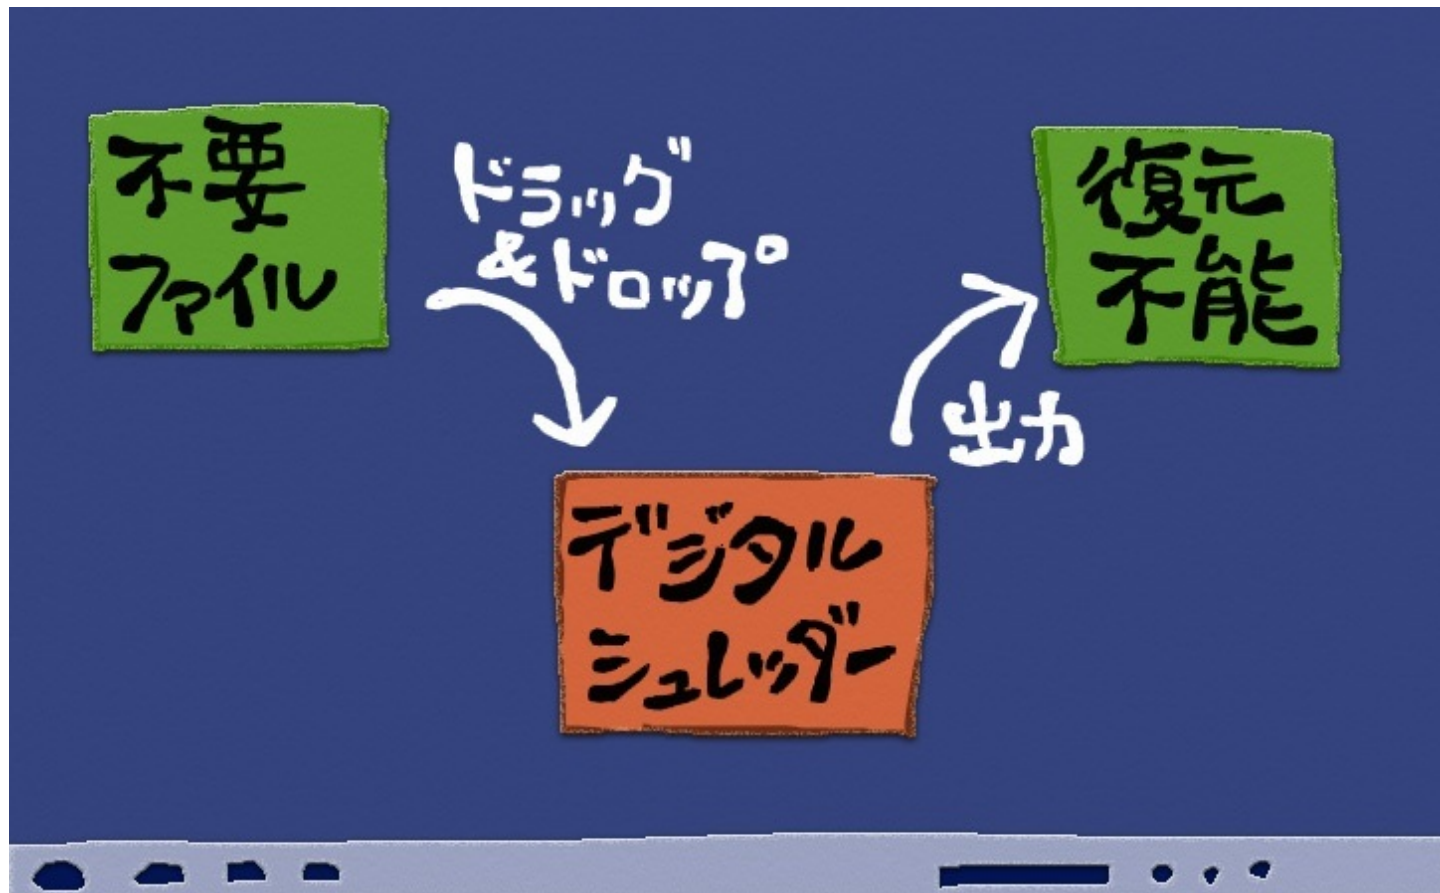 不要
ファイル
ドラッグ
&ドロップ
復元
不能
出力
デジタル
シュレッダー